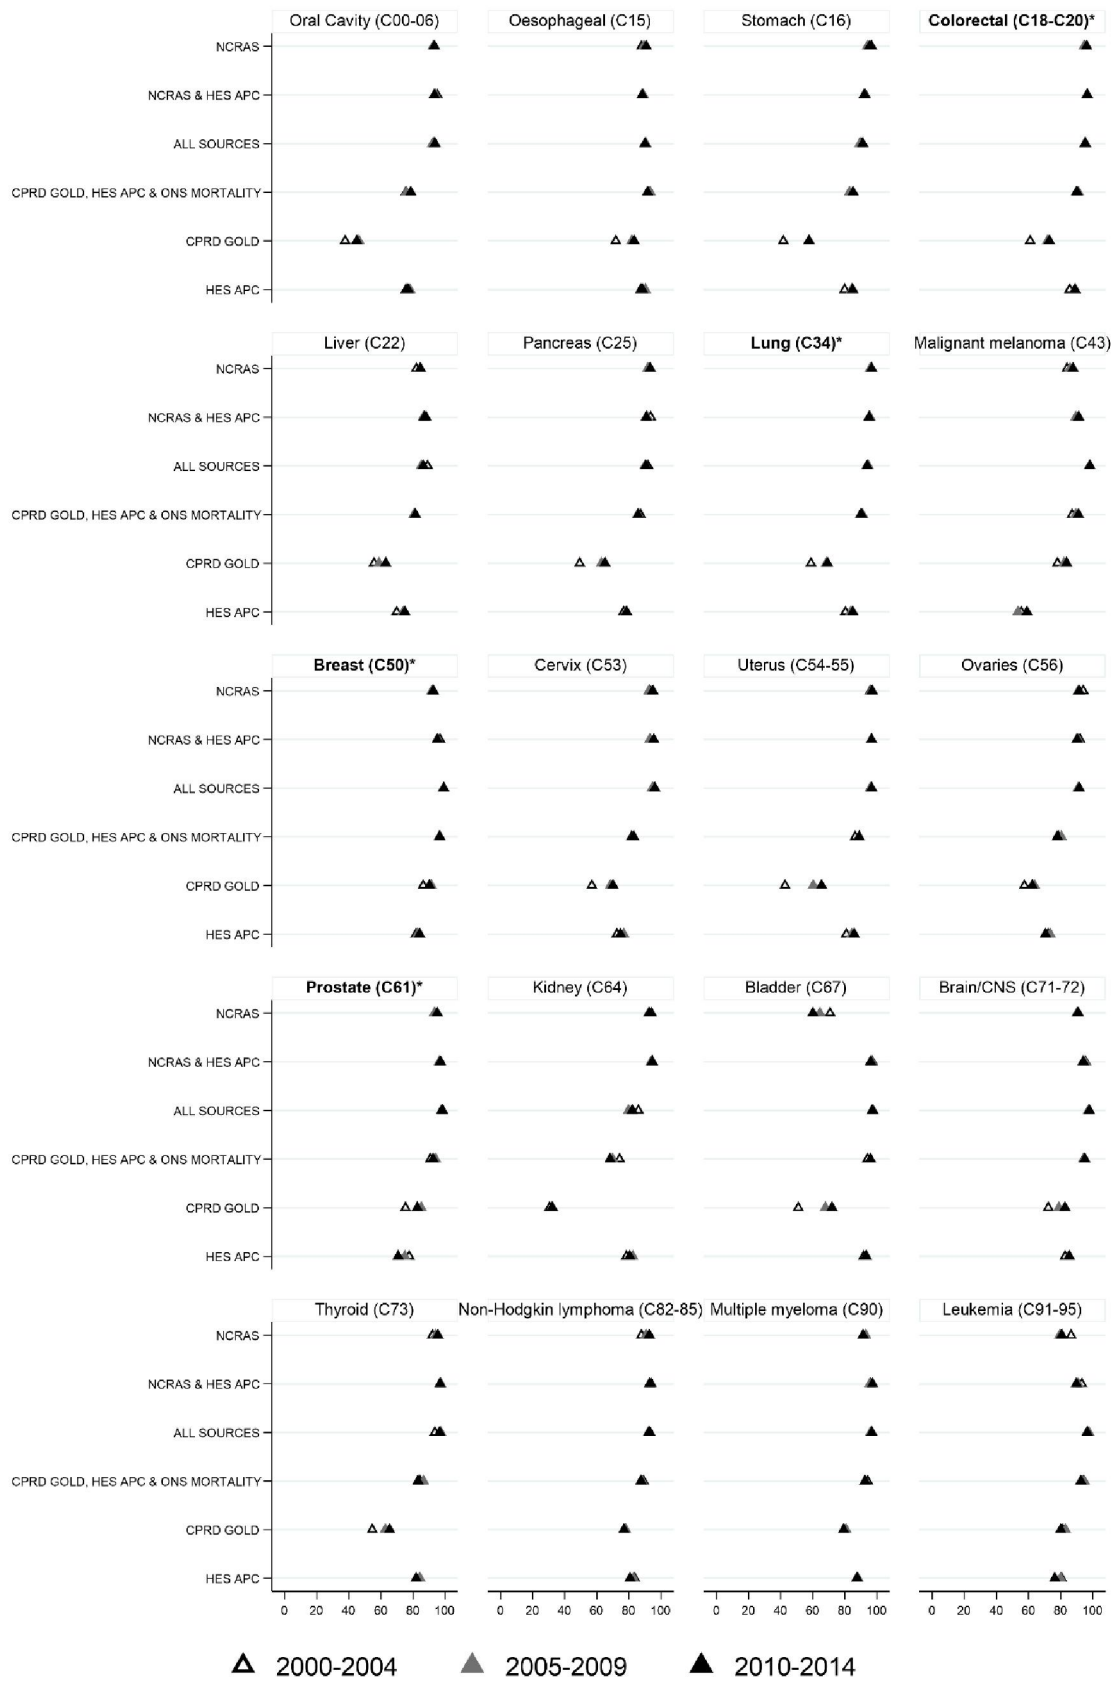 Oral Cavity (C00-06) Oesophageal (C15) Stomach (C16) Colorectal (C18-C20)*
NCRAS
NCRAS & HES APC
ALL SOURCES
CPRD GOLD, HES APC & ONS MORTALITY
CPRD GOLD
HES APC
Liver (C22) Pancreas (C25) Lung (C34)* Malignant melanoma (C43)
NCRAS
NCRAS & HES APC
ALL SOURCES
CPRD GOLD, HES APC & ONS MORTALITY
CPRD GOLD
HES APC
Breast (C50)* Cervix (C53) Uterus (C54-55) Ovaries (C56)
NCRAS
NCRAS & HES APC
ALL SOURCES
CPRD GOLD, HES APC & ONS MORTALITY
CPRD GOLD
HES APC
Prostate (C61)* Kidney (C64) Bladder (C67) Brain/CNS (C71-72)
NCRAS
NCRAS & HES APC
ALL SOURCES
CPRD GOLD, HES APC & ONS MORTALITY
CPRD GOLD
HES APC
Thyroid (C73) Non-Hodgkin lymphoma (C82-85) Multiple myeloma (C90) Leukemia (C91-95)
NCRAS
NCRAS & HES APC
ALL SOURCES
CPRD GOLD, HES APC & ONS MORTALITY
CPRD GOLD
HES APC
0 20 40 60 80 100 0 20 40 60 80 100 0 20 40 60 80 100 0 20 40 60 80 100
2000-2004 2005-2009 2010-2014